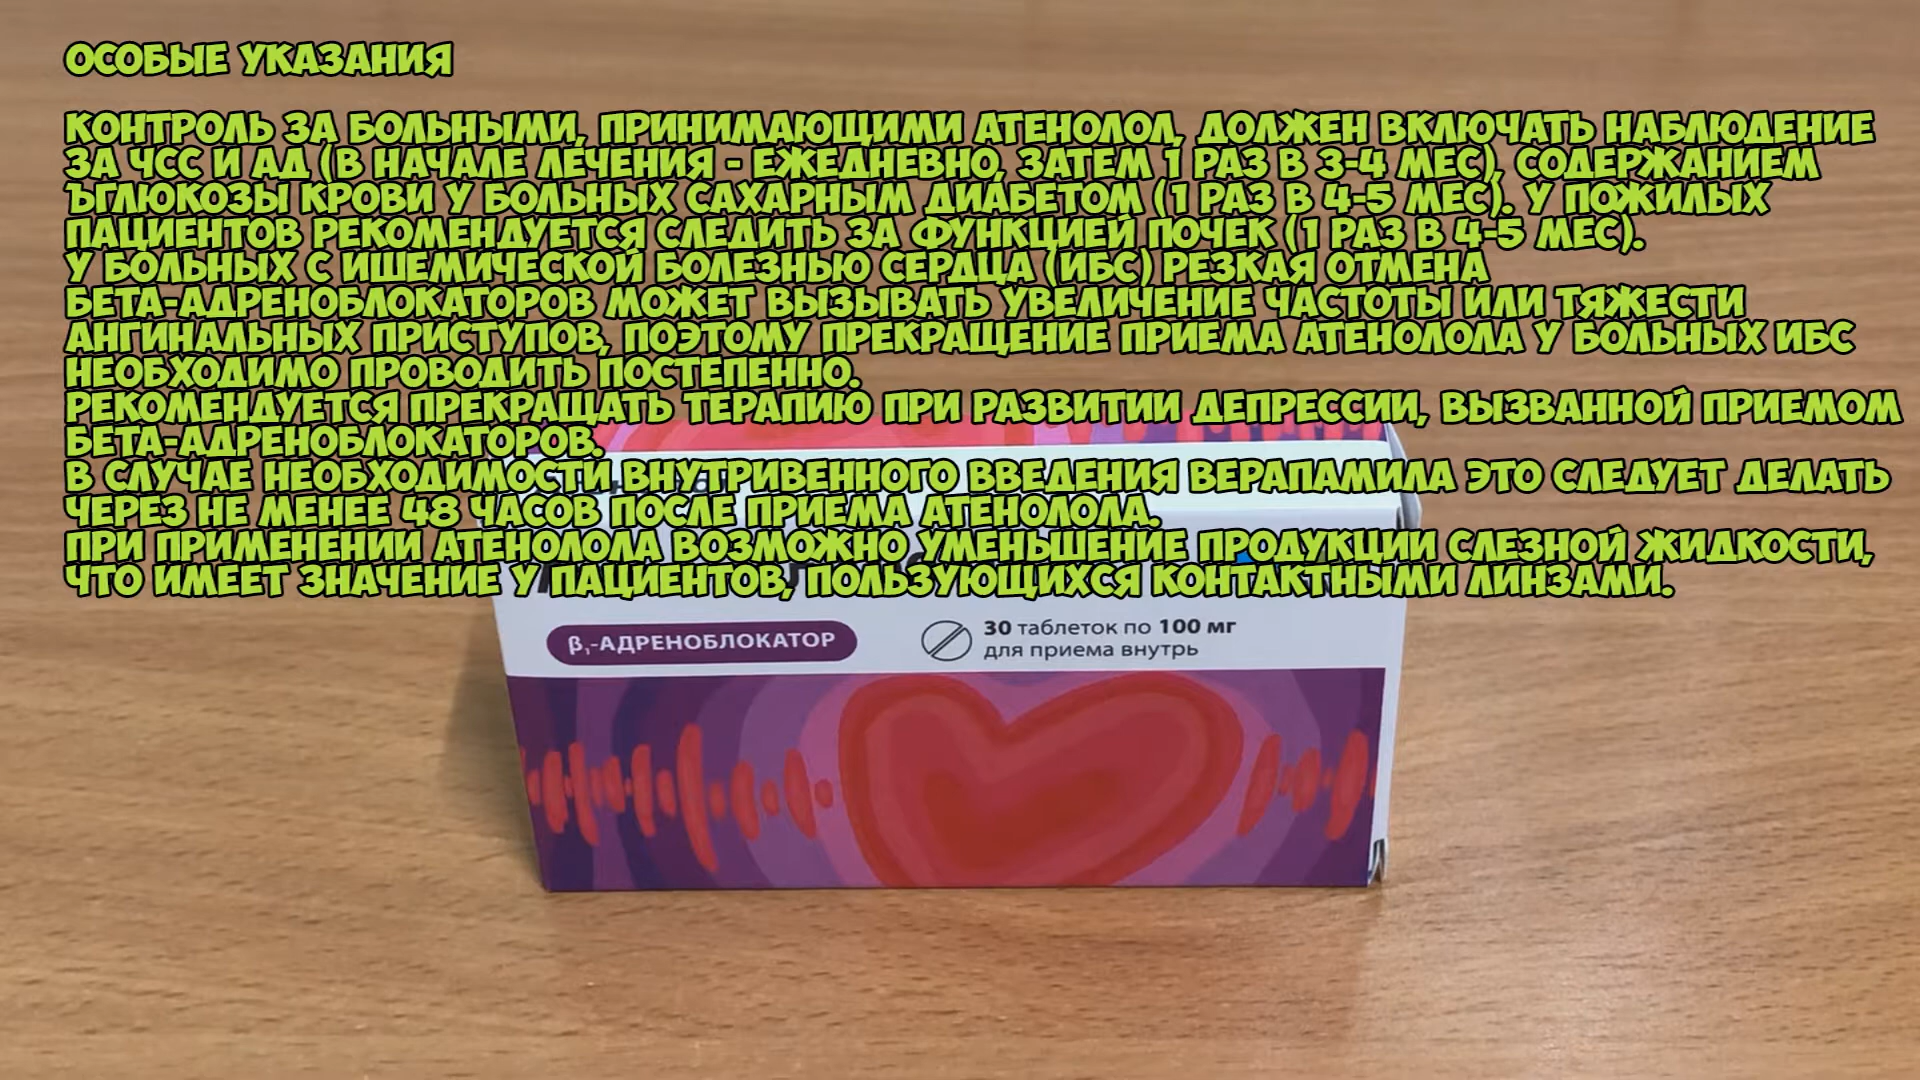 ОСОБЫЕ УКАЗАНИЯ
КОНТРОЛЬ ЗА БОЛЬНЫМИ, ПРИНИМАЮЩИМИ АТЕНОЛОЛ, ДОЛЖЕН ВКЛЮЧАТЬ НАБЛЮДЕНИЕ
ЗА ЧСС И АД (В НАЧАЛЕ ЛЕЧЕНИЯ - ЕЖЕДНЕВНО, ЗАТЕМ 1 РАЗ В 3-4 МЕС), СОДЕРЖАНИЕМ
ЪГЛЮКОЗЫ КРОВИ У БОЛЬНЫХ САХАРНЫМ ДИАБЕТОМ (1 РАЗ В 4-5 МЕС). У ПОЖИЛЫХ
ПАЦИЕНТОВ РЕКОМЕНДУЕТСЯ СЛЕДИТЬ ЗА ФУНКЦИЕЙ ПОЧЕК (1 РАЗ В 4-5 МЕС).
У БОЛЬНЫХ С ИШЕМИЧЕСКОЙ БОЛЕЗНЬЮ СЕРДЦА (ИБС) РЕЗКАЯ ОТМЕНА
БЕТА-АДРЕНОБЛОКАТОРОВ МОЖЕТ ВЫЗЫВАТЬ УВЕЛИЧЕНИЕ ЧАСТОТЫ ИЛИ ТЯЖЕСТИ
АНГИНАЛЬНЫХ ПРИСТУПОВ, ПОЭТОМУ ПРЕКРАЩЕНИЕ ПРИЕМА АТЕНОЛОЛА У БОЛЬНЫХ ИБС
НЕОБХОДИМО ПРОВОДИТЬ ПОСТЕПЕННО.
РЕКОМЕНДУЕТСЯ ПРЕКРАЩАТЬ ТЕРАПИЮ ПРИ РАЗВИТИИ ДЕПРЕССИИ, ВЫЗВАННОЙ ПРИЕМОМ
БЕТА-АДРЕНОБЛОКАТОРОВ.
В СЛУЧАЕ НЕОБХОДИМОСТИ ВНУТРИВЕННОГО ВВЕДЕНИЯ ВЕРАПАМИЛА ЭТО СЛЕДУЕТ ДЕЛАТЬ
ЧЕРЕЗ НЕ МЕНЕЕ 48 ЧАСОВ ПОСЛЕ ПРИЕМА АТЕНОЛОЛА.
ПРИ ПРИМЕНЕНИИ АТЕНОЛОЛА ВОЗМОЖНО УМЕНЬШЕНИЕ ПРОДУКЦИИ СЛЕЗНОЙ ЖИДКОСТИ,
ЧТО ИМЕЕТ ЗНАЧЕНИЕ У ПАЦИЕНТОВ, ПОЛЬЗУЮЩИХСЯ КОНТАКТНЫМИ ЛИНЗАМИ.
β₁-АДРЕНОБЛОКАТОР
30 таблеток по 100 мг
для приема внутрь